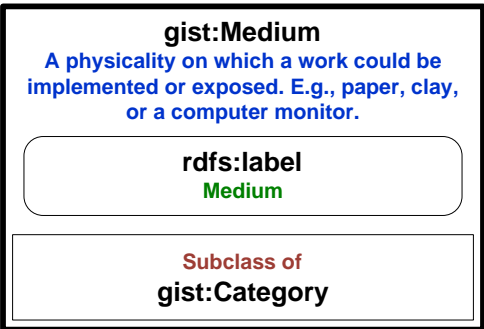 gist:Medium
A physicality on which a work could be
implemented or exposed. E.g., paper, clay,
or a computer monitor.
rdfs:label
Medium
Subclass of
gist:Category